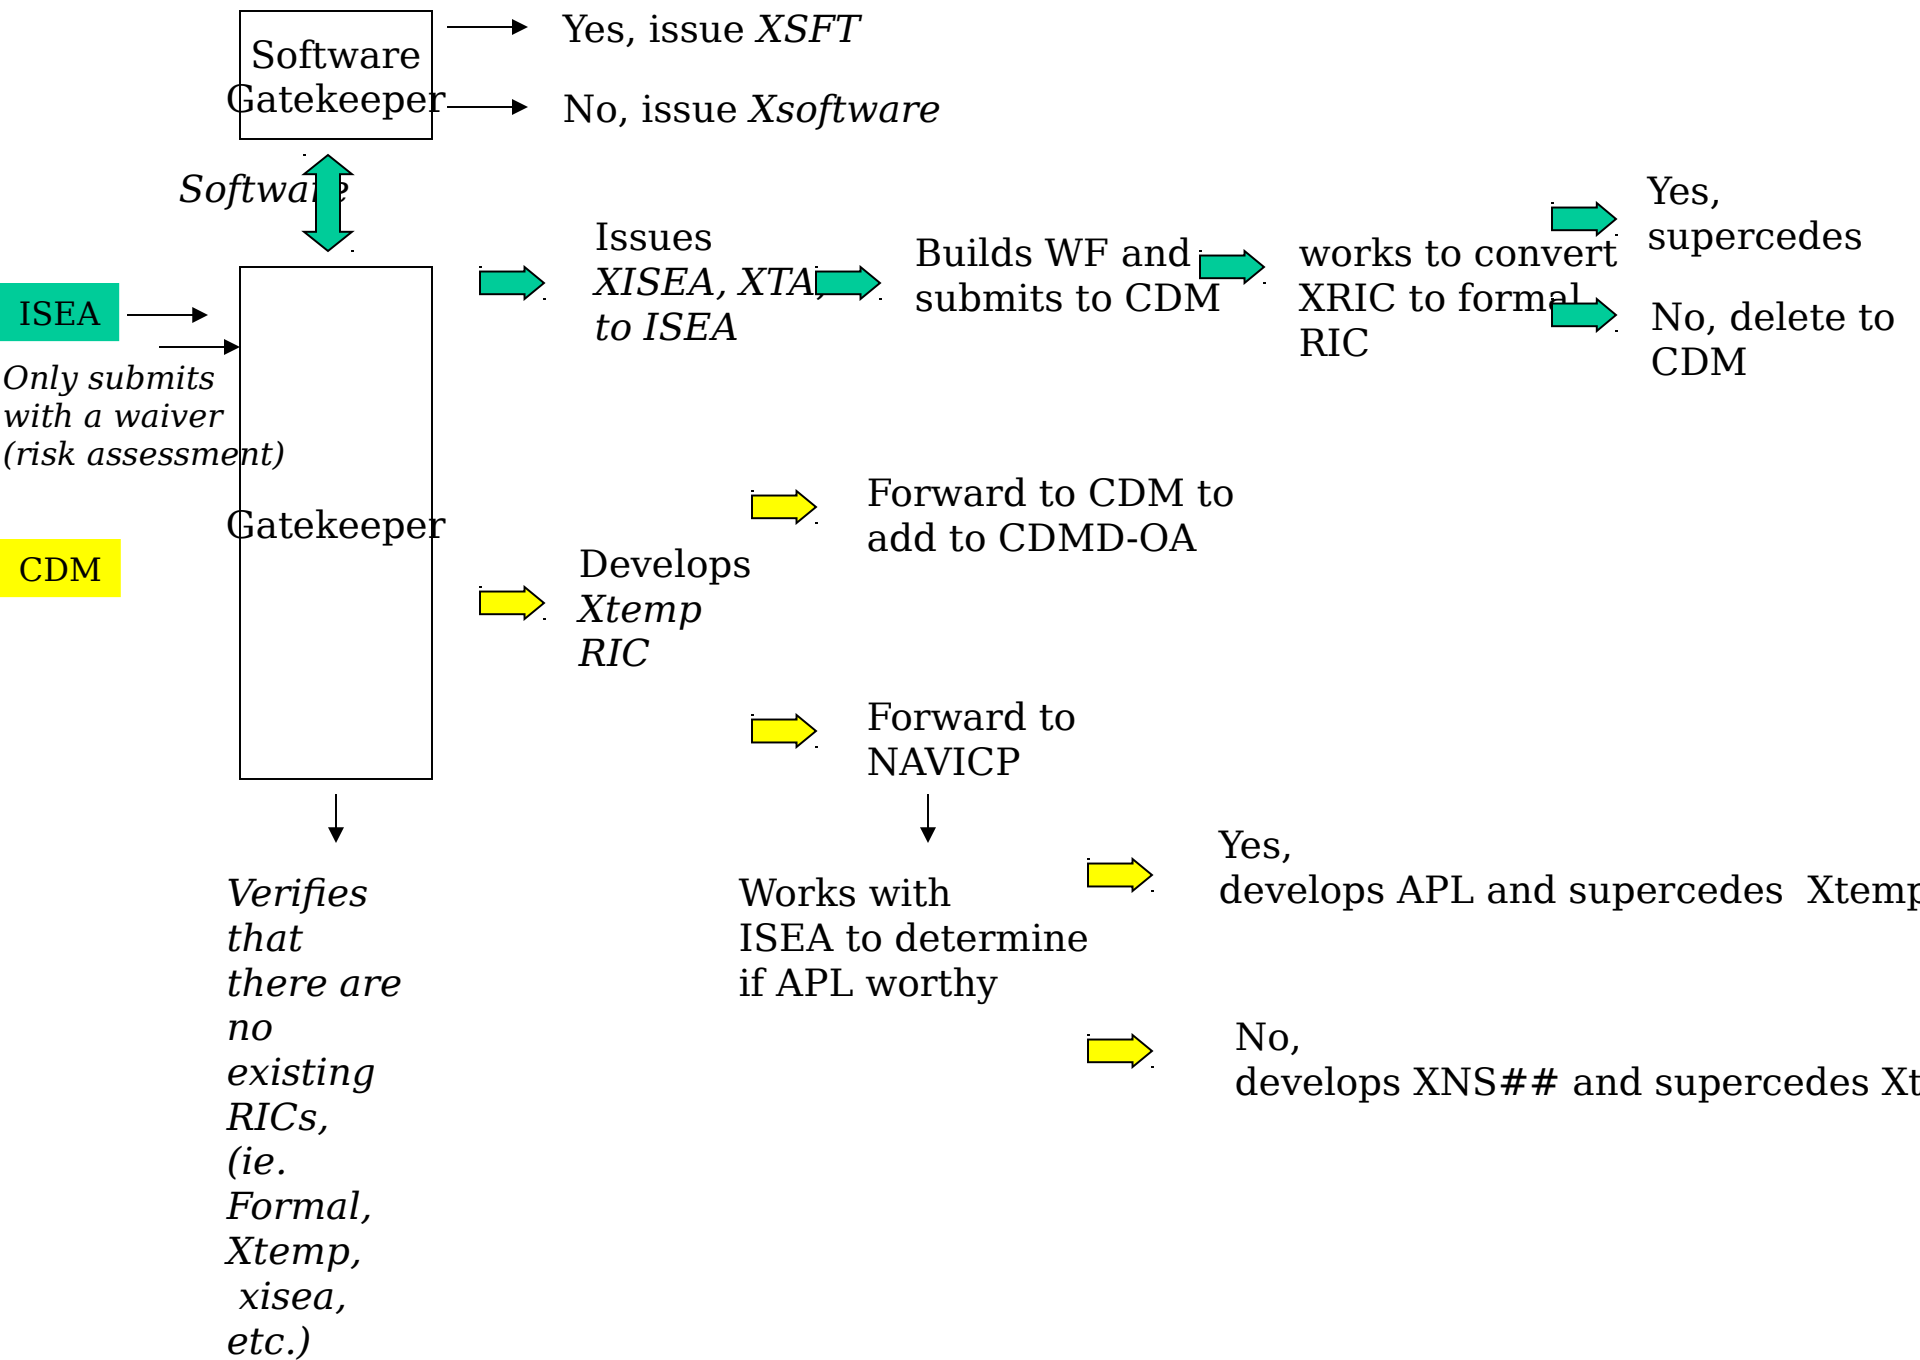 Software
Gatekeeper
Yes, issue XSFT
No, issue Xsoftware
Software
ISEA
Only submits
with a waiver
(risk assessment)
CDM
Gatekeeper
Issues
XISEA, XTA,
to ISEA
Builds WF and
submits to CDM
works to convert
XRIC to formal
RIC
Yes,
supercedes
No, delete to
CDM
Develops
Xtemp
RIC
Forward to CDM to
add to CDMD-OA
Forward to
NAVICP
Verifies
that
there are
no
existing
RICs,
(ie.
Formal,
Xtemp,
xisea,
etc.)
Works with
ISEA to determine
if APL worthy
Yes,
develops APL and supercedes Xtemp
No,
develops XNS## and supercedes Xt